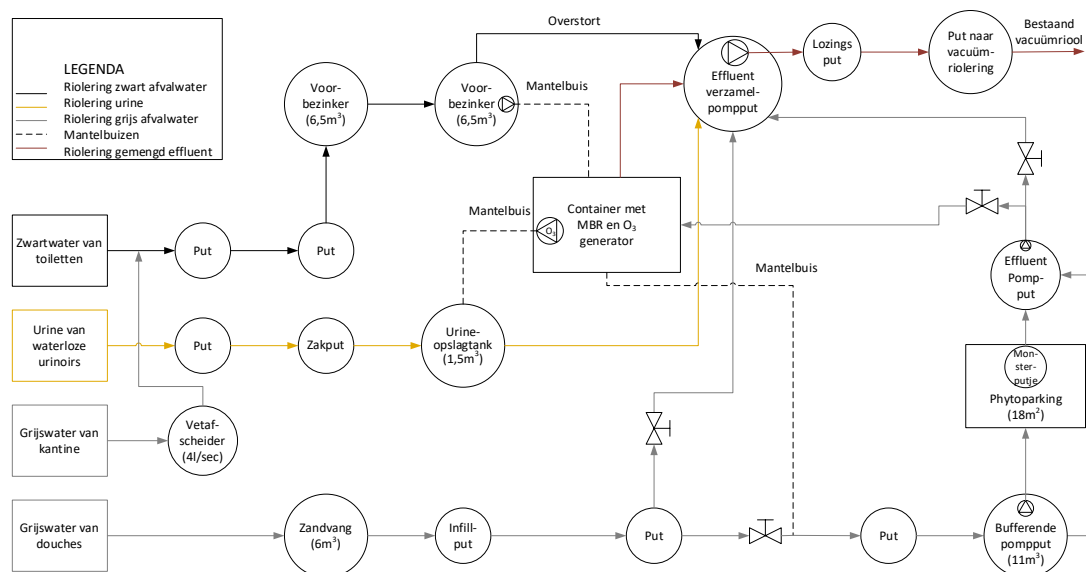 LEGENDA
Riolering zwart afvalwater
Riolering urine
Riolering grijs afvalwater
Mantelbuizen
Riolering gemengd effluent
Overstort
Voor-
bezinker
(6,5m³)
Voor-
bezinker
(6,5m³)
Mantelbuis
Effluent
verzamel-
pompput
Lozings
put
Put naar
vacuüm-
riolering
Bestaand
vacuümriool
Zwartwater van
toiletten
Put
Put
Mantelbuis
O₃
Container met
MBR en O₃
generator
Mantelbuis
Effluent
Pomp-
put
Urine van
waterloze
urinoirs
Put
Zakput
Urine-
opslagtank
(1,5m³)
Mon-
ster-
putje
Phytoparking
(18m²)
Grijswater van
kantine
Vetaf-
scheider
(4l/sec)
Grijswater van
douches
Zandvang
(6m³)
Infill-
put
Put
Put
Bufferende
pompput
(11m³)